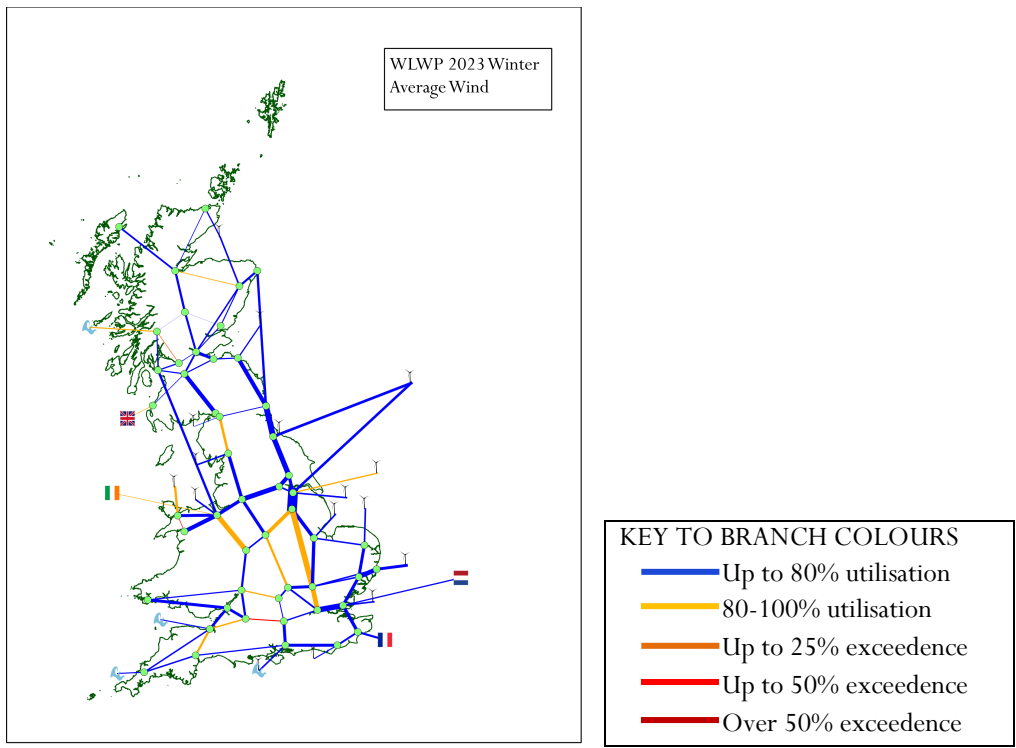 WLWP 2023 Winter
Average Wind
KEY TO BRANCH COLOURS
Up to 80% utilisation
80-100% utilisation
Up to 25% exceedence
Up to 50% exceedence
Over 50% exceedence